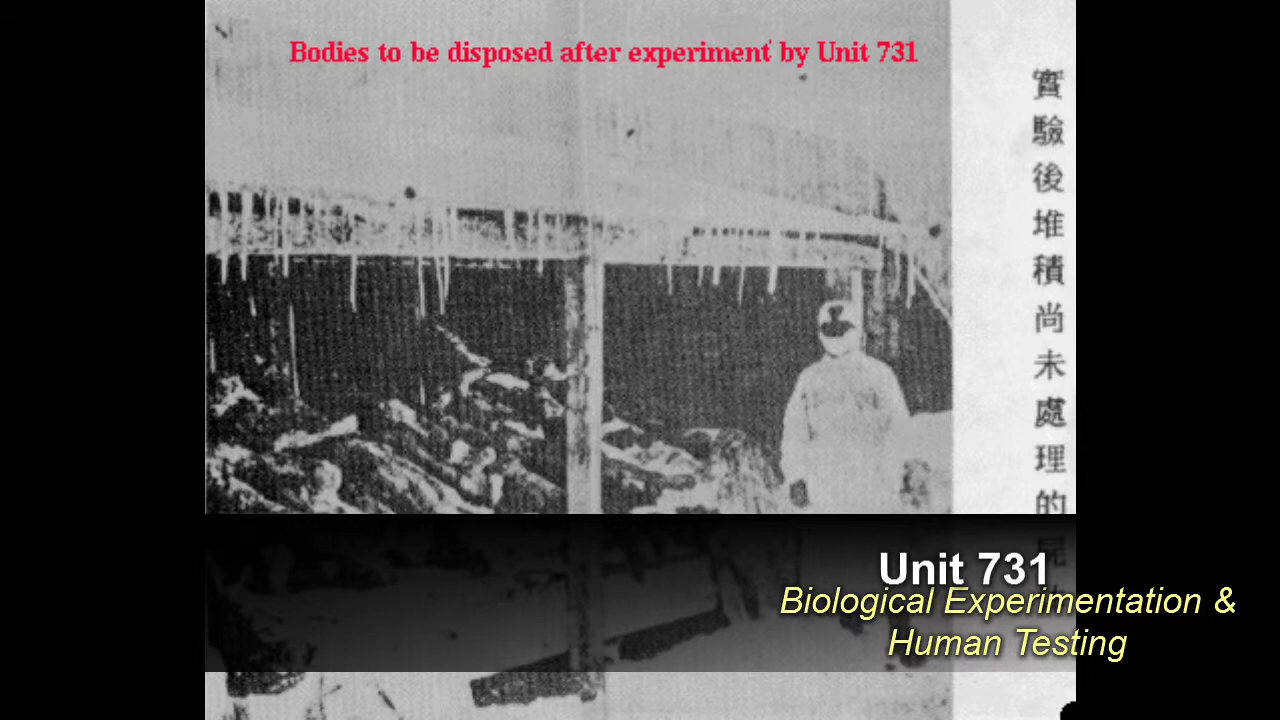 Bodies to be disposed after experiment by Unit 731
實驗後堆積尚未處理的
Unit 731
Biological Experimentation &
Human Testing